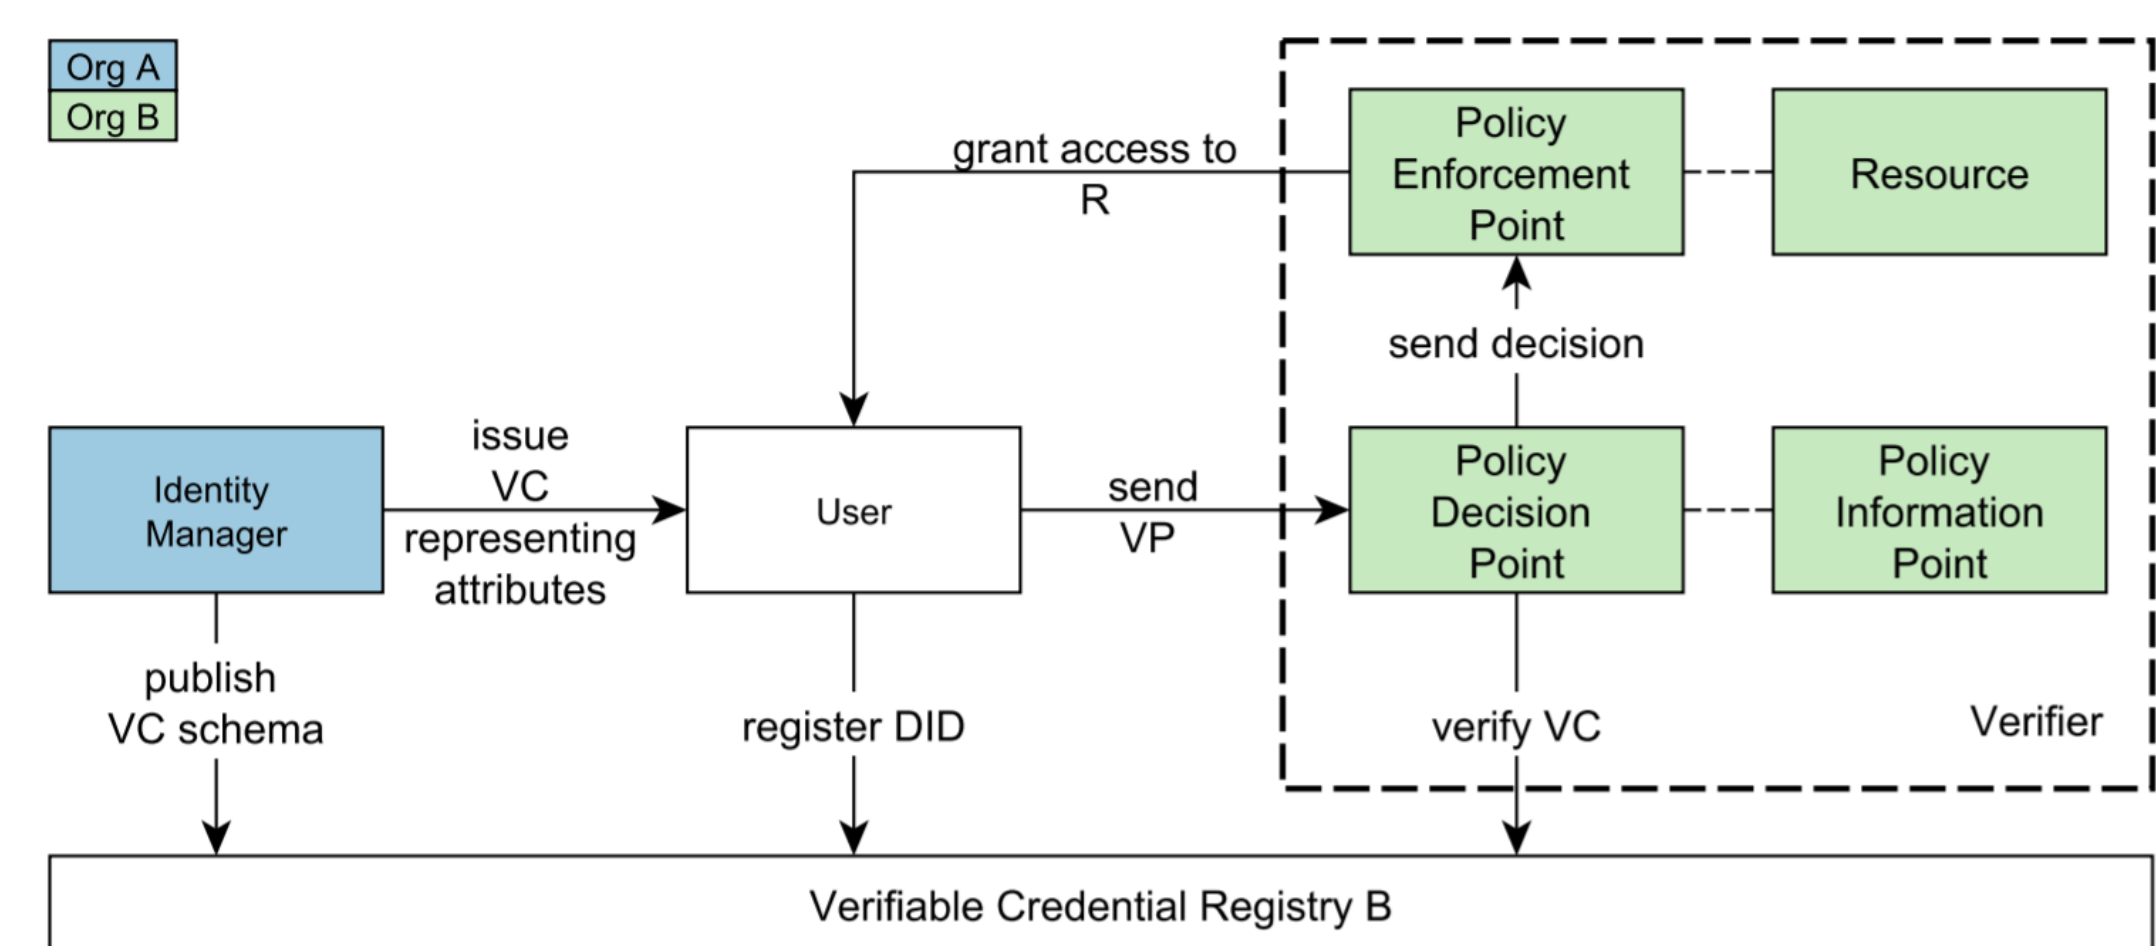 Org A
Org B
grant access to
R
Policy
Enforcement
Point
Resource
send decision
Identity
Manager
issue
VC
representing
attributes
User
send
VP
Policy
Decision
Point
Policy
Information
Point
publish
VC schema
register DID
verify VC
Verifier
Verifiable Credential Registry B